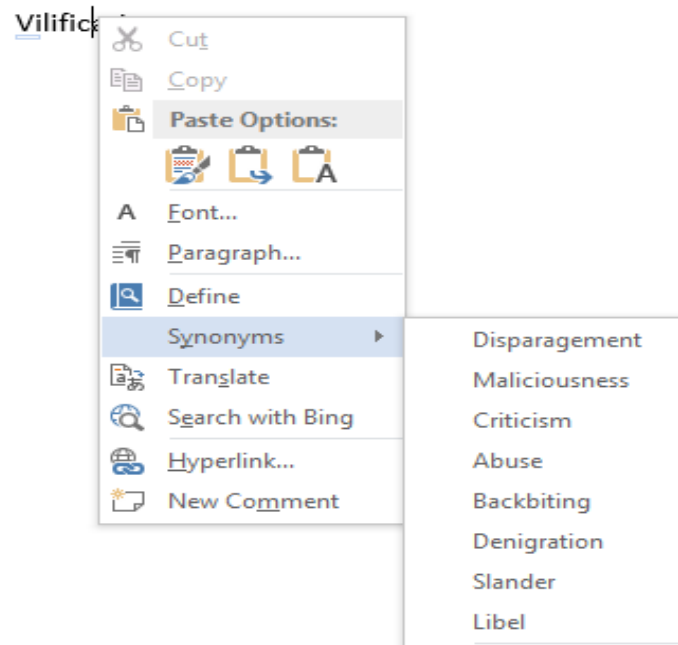 Vilific
Cut
Copy
Paste Options:
A
Font...
Paragraph...
Define
Synonyms
Translate
Search with Bing
Hyperlink...
New Comment
Disparagement
Maliciousness
Criticism
Abuse
Backbiting
Denigration
Slander
Libel